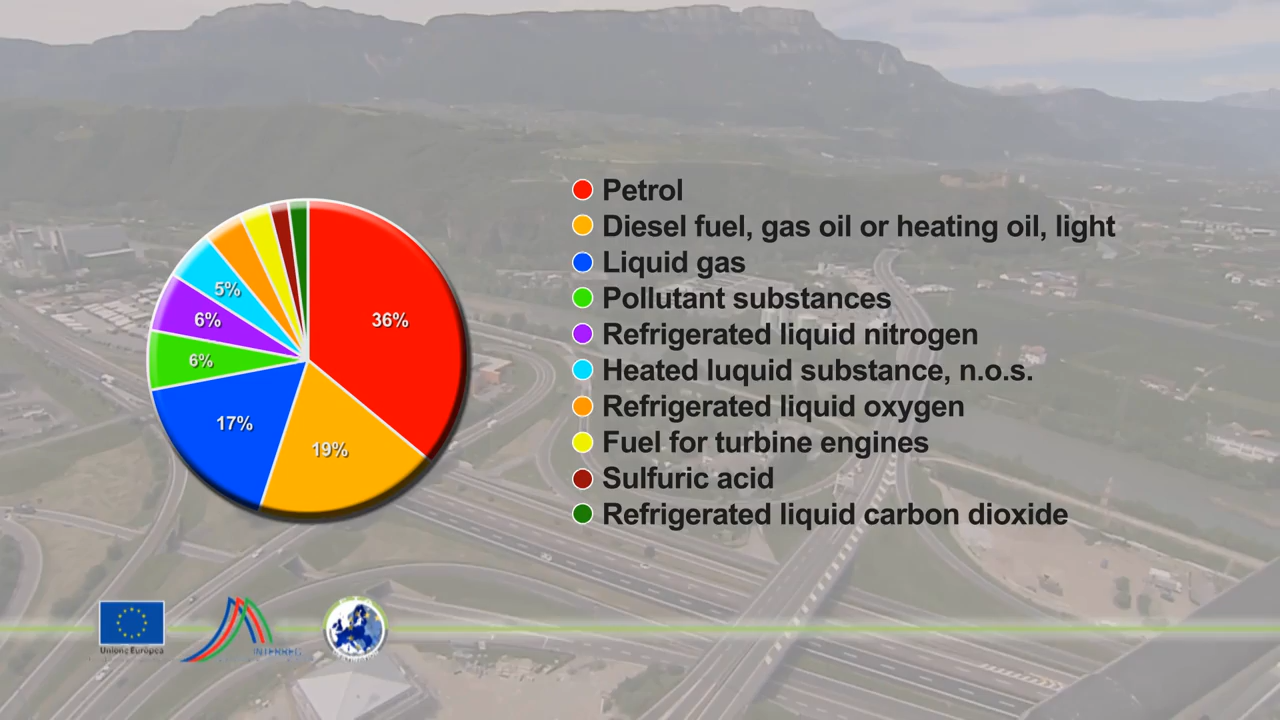 Petrol
Diesel fuel, gas oil or heating oil, light
Liquid gas
Pollutant substances
Refrigerated liquid nitrogen
Heated luquid substance, n.o.s.
Refrigerated liquid oxygen
Fuel for turbine engines
Sulfuric acid
Refrigerated liquid carbon dioxide
36%
19%
17%
6%
6%
5%
Unione Europea
INTERREG